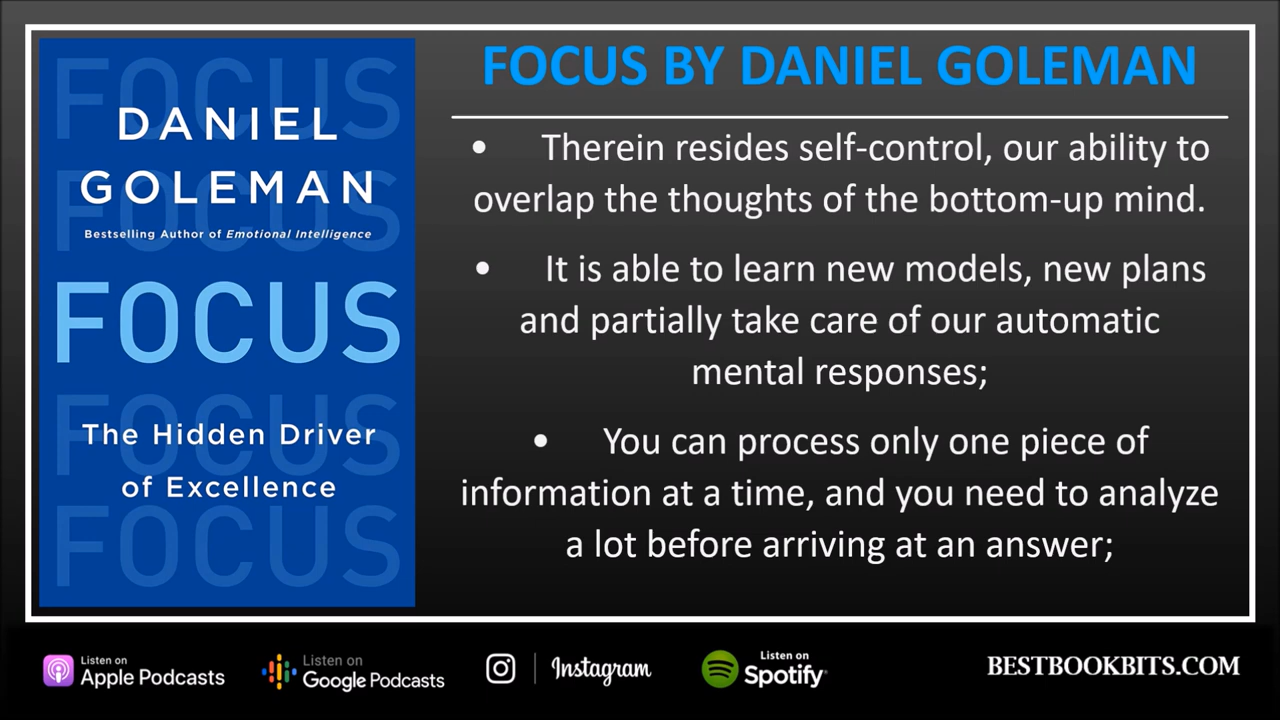 FOCUS
DANIEL
FOCUS
GOLEMAN
Bestselling Author of Emotional Intelligence
FOCUS
FOCUS
The Hidden Driver
of Excellence
FOCUS
FOCUS BY DANIEL GOLEMAN
• Therein resides self-control, our ability to
overlap the thoughts of the bottom-up mind.
• It is able to learn new models, new plans
and partially take care of our automatic
mental responses;
• You can process only one piece of
information at a time, and you need to analyze
a lot before arriving at an answer;
Listen on
Apple Podcasts
Listen on
Google Podcasts
Instagram
Listen on
Spotify
BESTBOOKBITS.COM